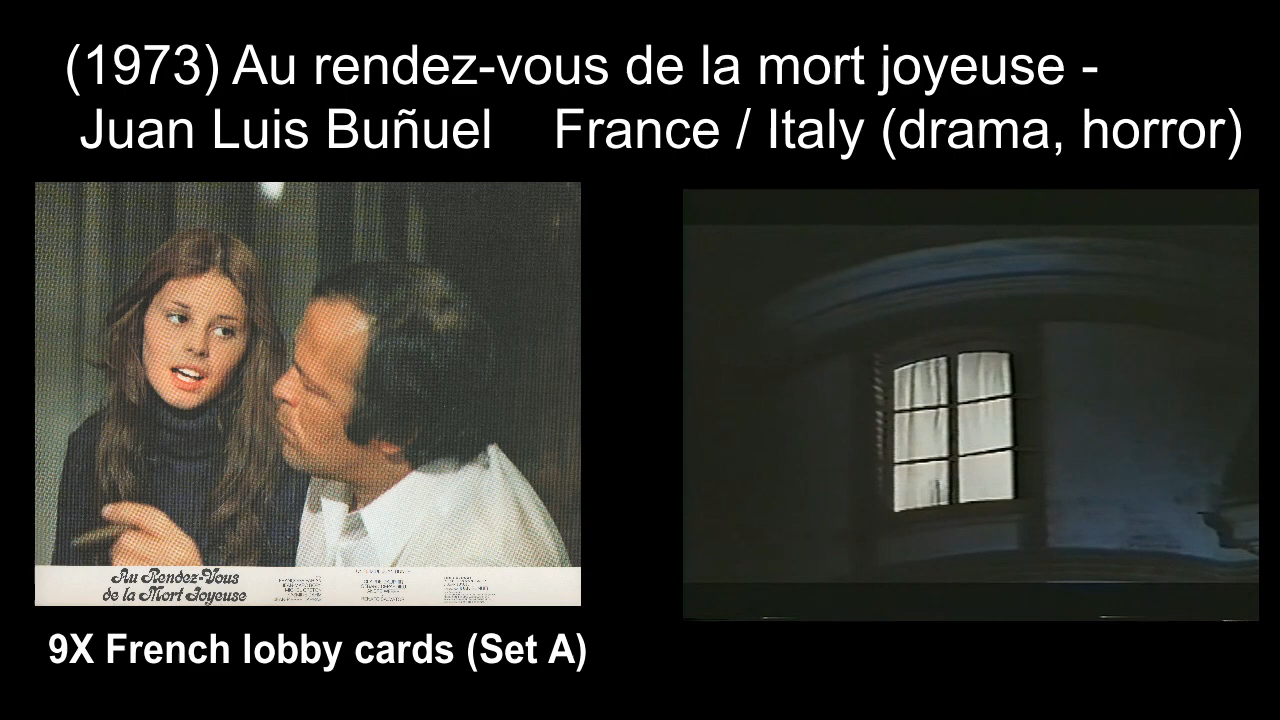 (1973) Au rendez-vous de la mort joyeuse -
Juan Luis Buñuel France / Italy (drama, horror)
Au Rendez-Vous
de la Mort Joyeuse
9X French lobby cards (Set A)